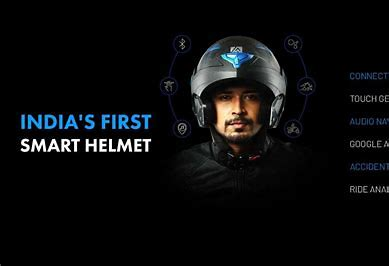 INDIA'S FIRST
SMART HELMET
CONNECT
TOUCH GE
AUDIO NAV
GOOGLE A
ACCIDENT
RIDE ANAL